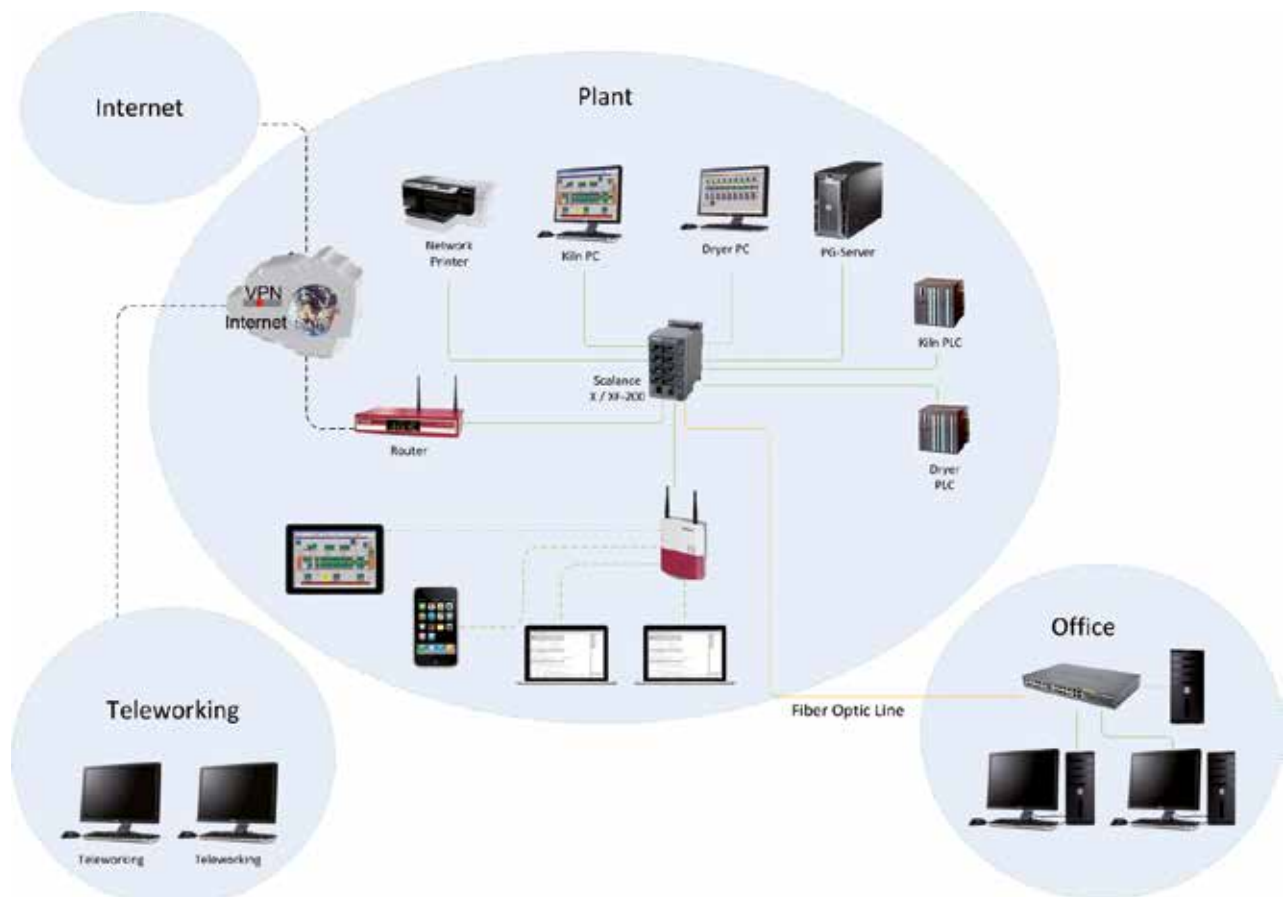 Internet
Plant
Network
Printer
Kiln PC
Dryer PC
PG-Server
VPN
Internet
Kiln PLC
Scalance
X / XF-200
Router
Dryer
PLC
Office
Teleworking
Fiber Optic Line
Teleworking
Teleworking